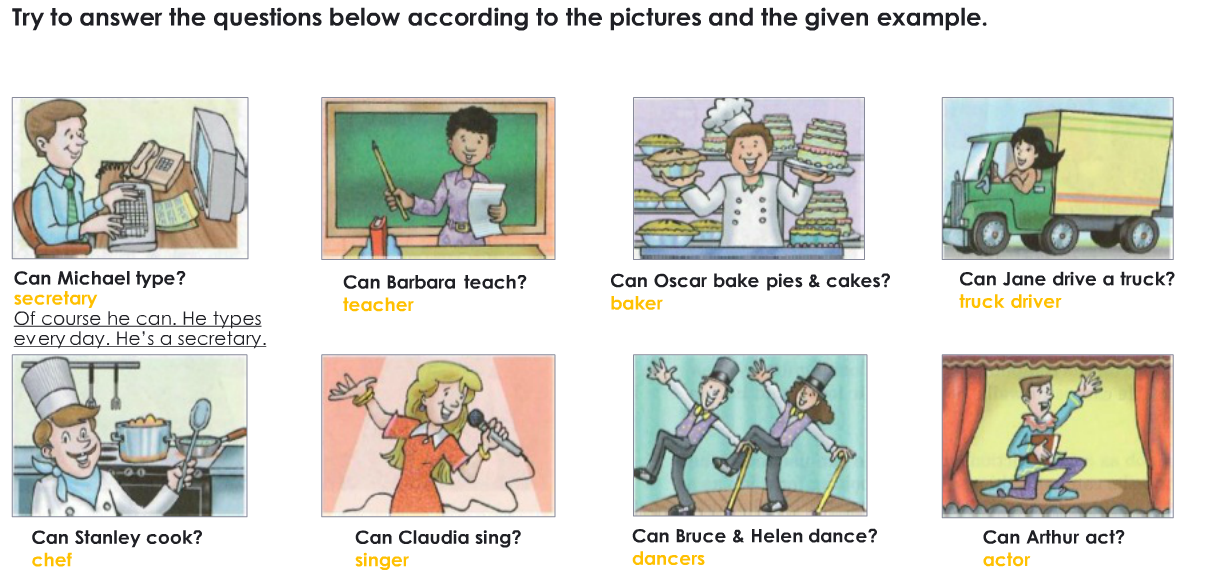 Try to answer the questions below according to the pictures and the given example.
Can Michael type?
secretary
Of course he can. He types
every day. He's a secretary.
Can Barbara teach?
teacher
Can Oscar bake pies & cakes?
baker
Can Jane drive a truck?
truck driver
Can Stanley cook?
chef
Can Claudia sing?
singer
Can Bruce & Helen dance?
dancers
Can Arthur act?
actor